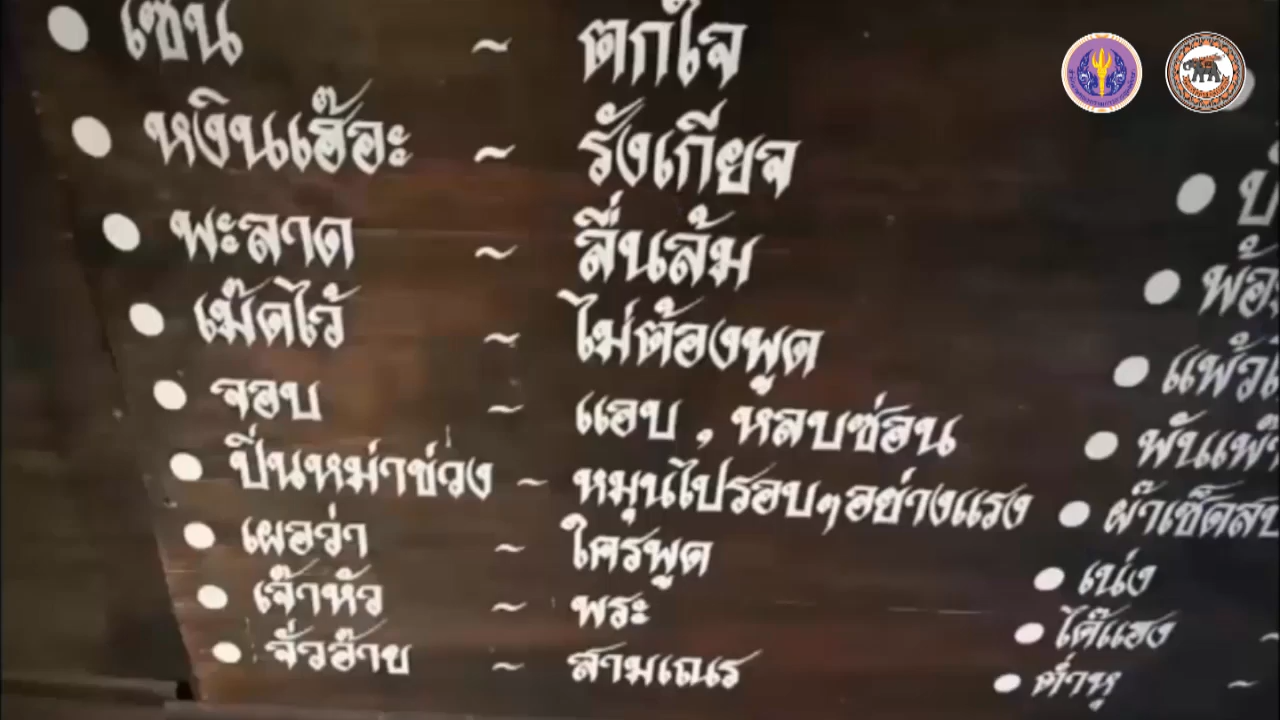 เซ็น ~ ตกใจ
หงินเฮ้อะ ~ รังเกียจ
พะลาด ~ ลื่นล้ม
เม๊ดไว้ ~ ไม่ต้องพูด
จอบ ~ แอบ , หลบซ่อน
ปิ่นหม่าช่วง ~ หมุนไปรอบๆอย่างแรง
เผอว่า ~ ใครพูด
เจ๊าหัว ~ พระ
จั่วอ๊าย ~ สามเณร
เน่ง
ต๊ำหู ~